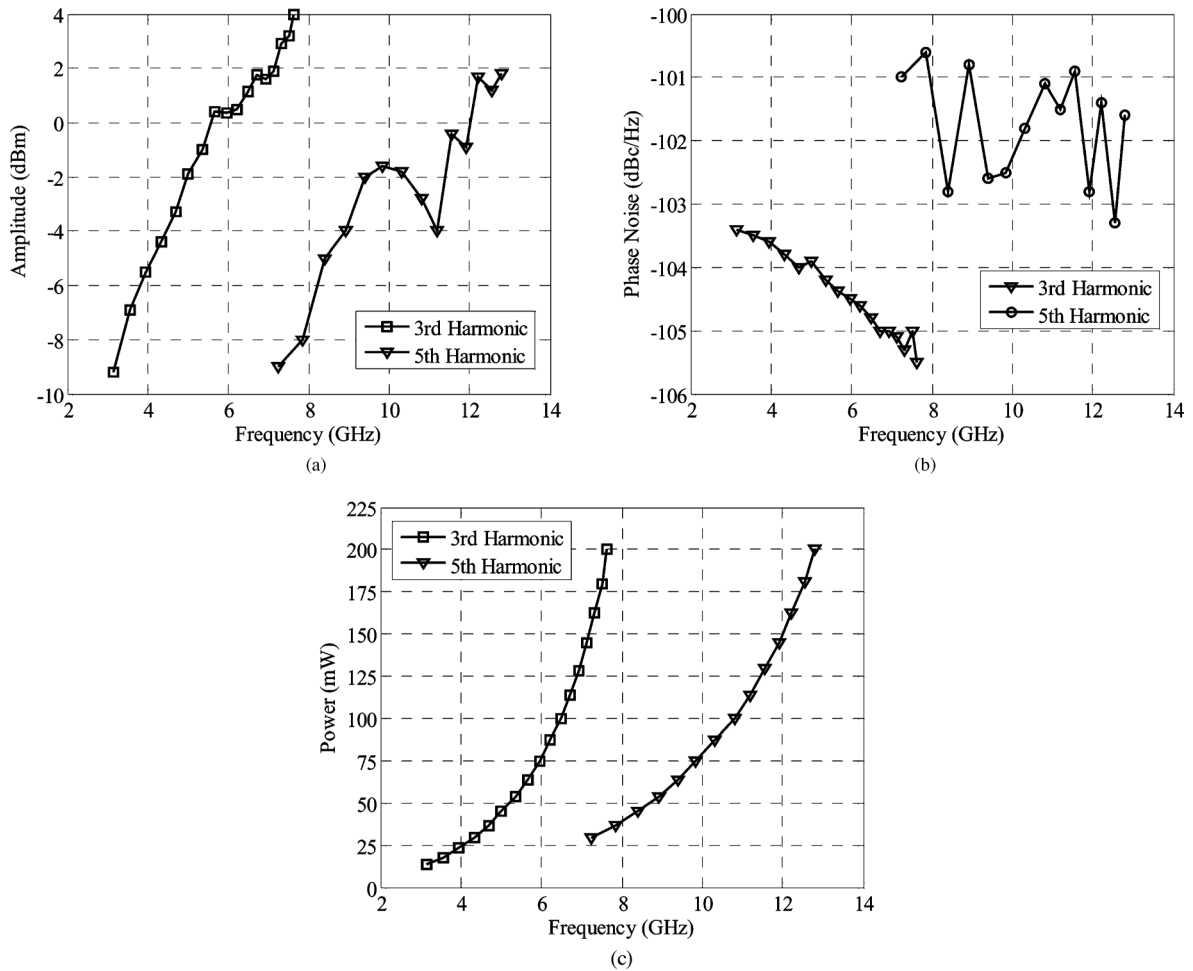 4
2
0
-2
-4
-6
-8
-10
Amplitude (dBm)
3rd Harmonic
5th Harmonic
2 4 6 8 10 12 14
Frequency (GHz)
(a)
-100
-101
-102
-103
-104
-105
-106
Phase Noise (dBc/Hz)
3rd Harmonic
5th Harmonic
2 4 6 8 10 12 14
Frequency (GHz)
(b)
225
200
175
150
125
100
75
50
25
0
Power (mW)
3rd Harmonic
5th Harmonic
2 4 6 8 10 12 14
Frequency (GHz)
(c)